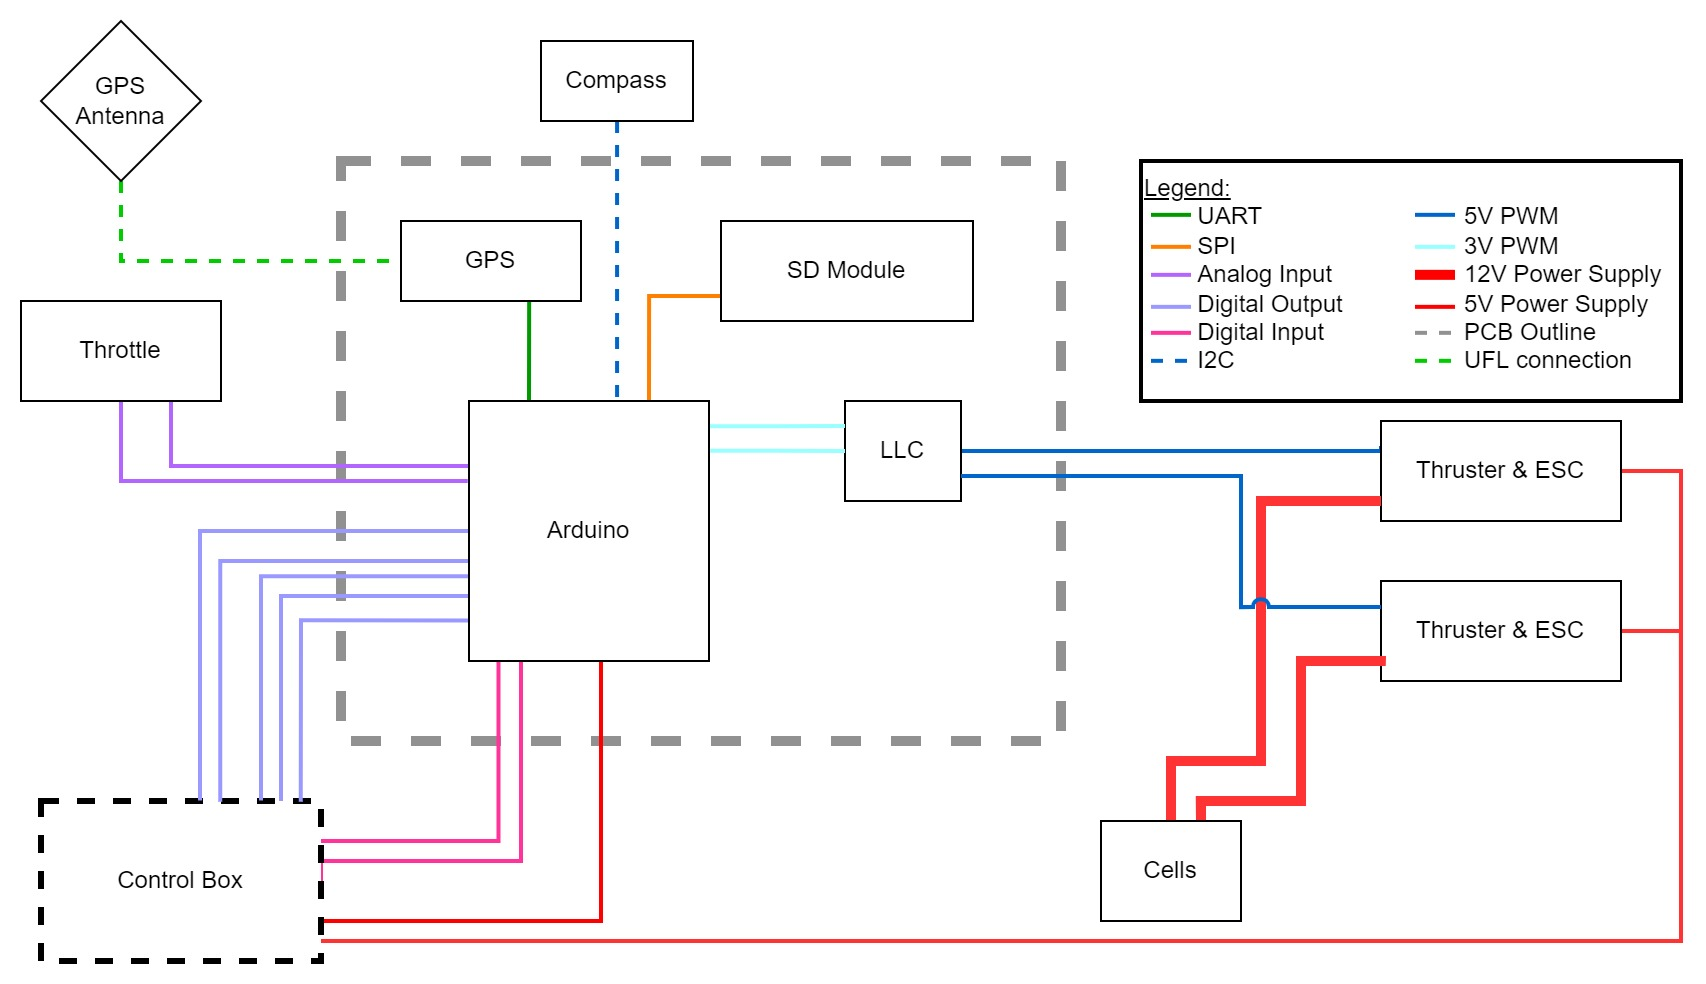 GPS
Antenna
Compass
Legend:
UART
SPI
Analog Input
Digital Output
Digital Input
I2C
5V PWM
3V PWM
12V Power Supply
5V Power Supply
PCB Outline
UFL connection
GPS
SD Module
Throttle
LLC
Thruster & ESC
Arduino
Thruster & ESC
Control Box
Cells